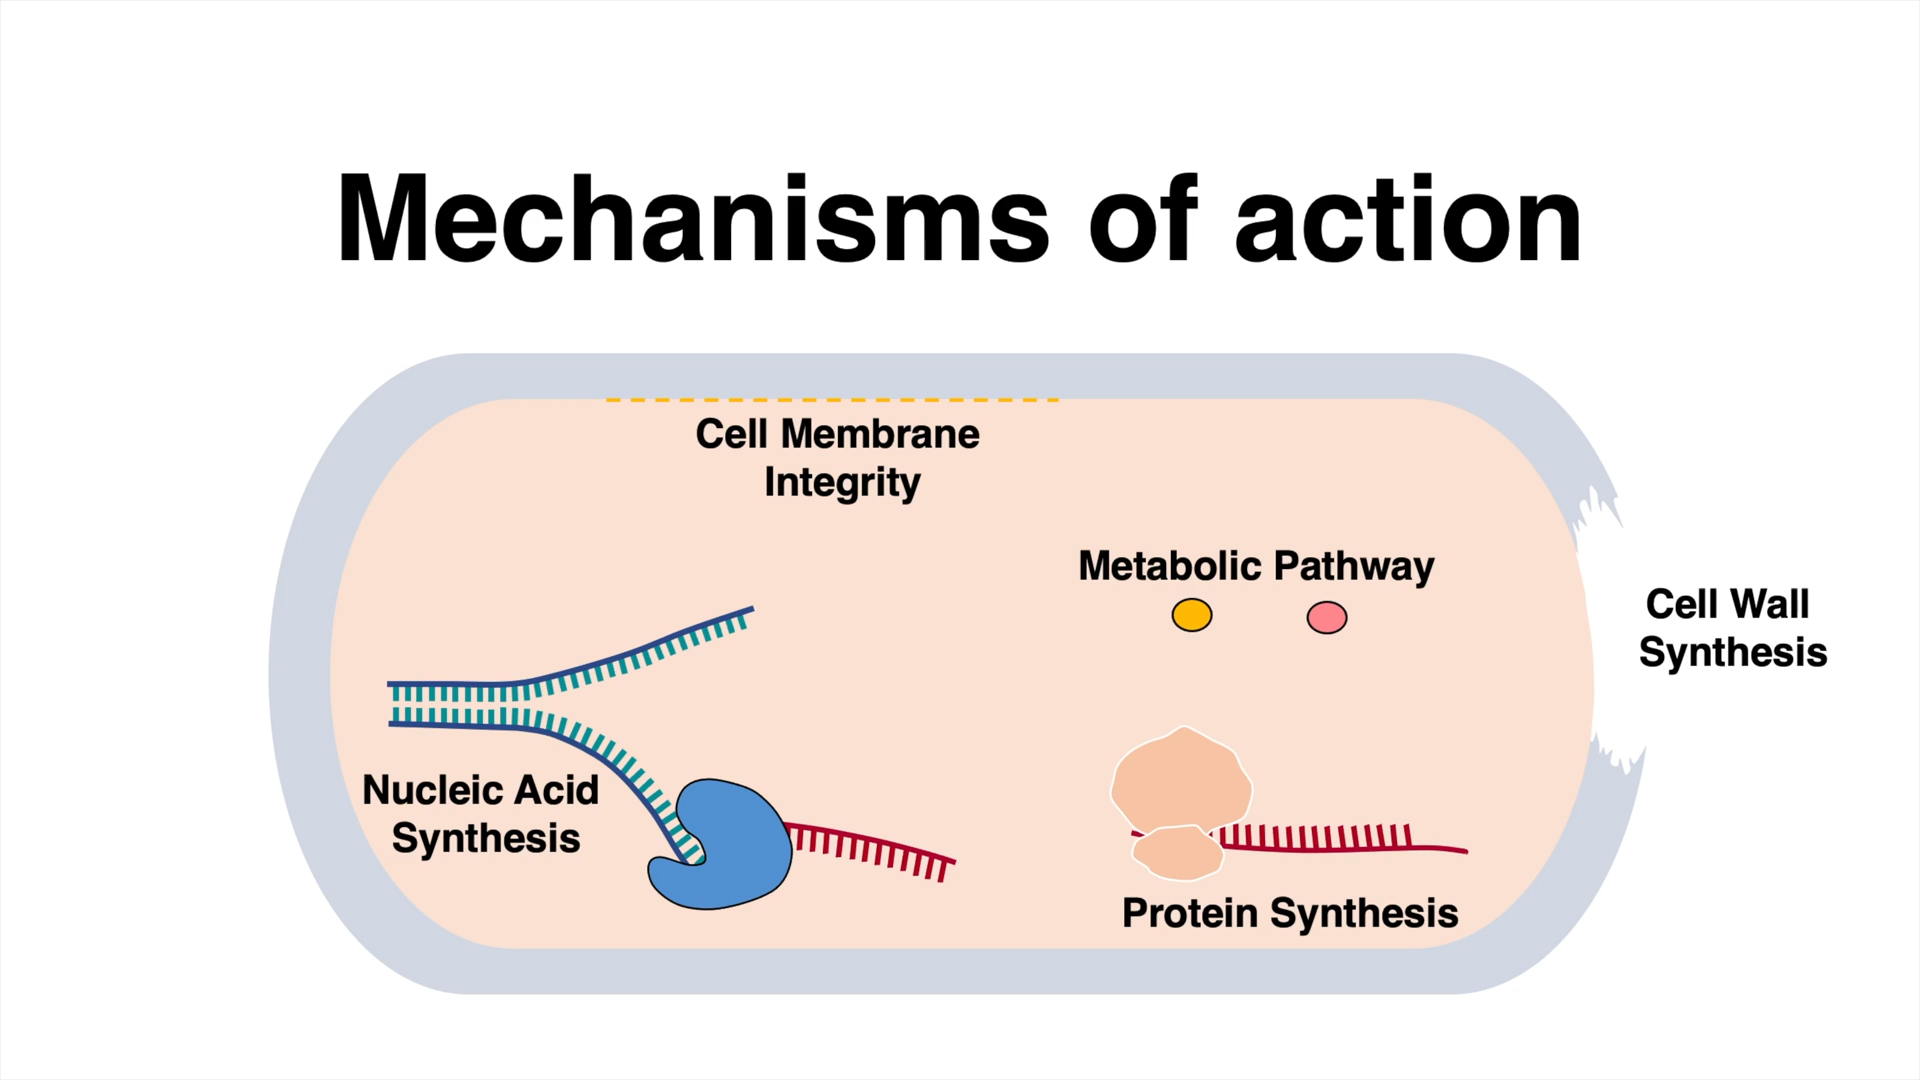 Mechanisms of action
Cell Membrane
Integrity
Metabolic Pathway
Cell Wall
Synthesis
Nucleic Acid
Synthesis
Protein Synthesis